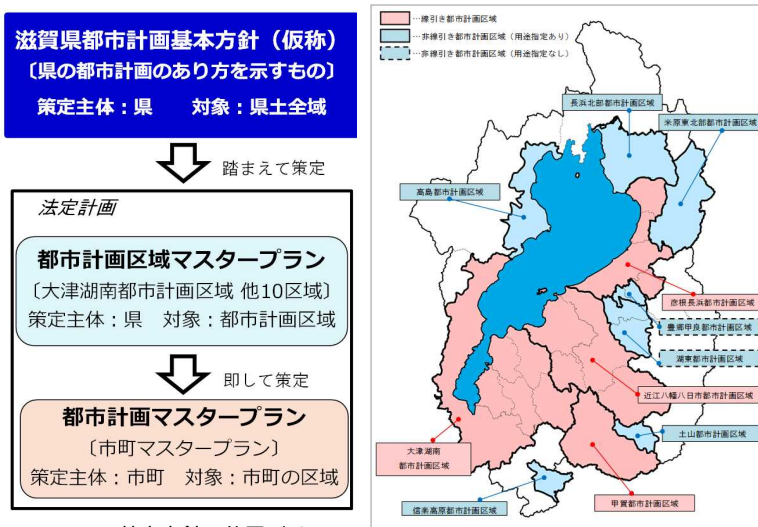 滋賀県都市計画基本方針（仮称）
〔県の都市計画のあり方を示すもの〕
策定主体：県　対象：県土全域
踏まえて策定
法定計画
都市計画区域マスタープラン
〔大津湖南都市計画区域 他10区域〕
策定主体：県　対象：都市計画区域
即して策定
都市計画マスタープラン
〔市町マスタープラン〕
策定主体：市町　対象：市町の区域
…線引き都市計画区域
…非線引き都市計画区域（用途指定あり）
…非線引き都市計画区域（用途指定なし）
長浜北部都市計画区域
米原東北部都市計画区域
高島都市計画区域
彦根長浜都市計画区域
豊郷甲良都市計画区域
湖東都市計画区域
近江八幡八日市都市計画区域
大津湖南
都市計画区域
土山都市計画区域
信楽高原都市計画区域
甲賀都市計画区域